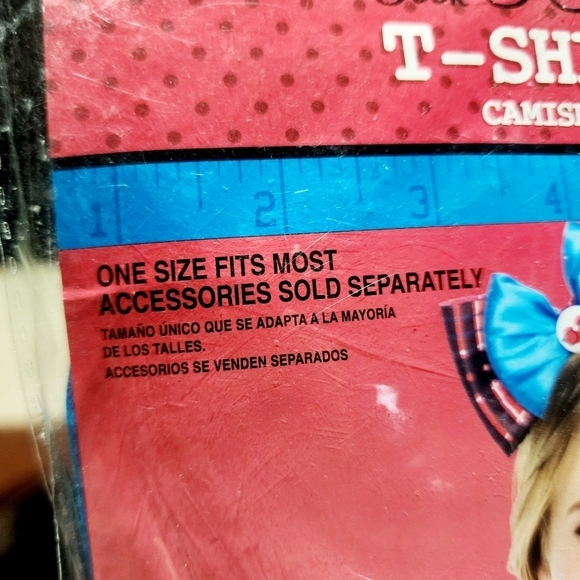 T-SH
CAMIS
1 2 3 4
ONE SIZE FITS MOST
ACCESSORIES SOLD SEPARATELY
TAMAÑO ÚNICO QUE SE ADAPTA A LA MAYORÍA
DE LOS TALLES.
ACCESORIOS SE VENDEN SEPARADOS